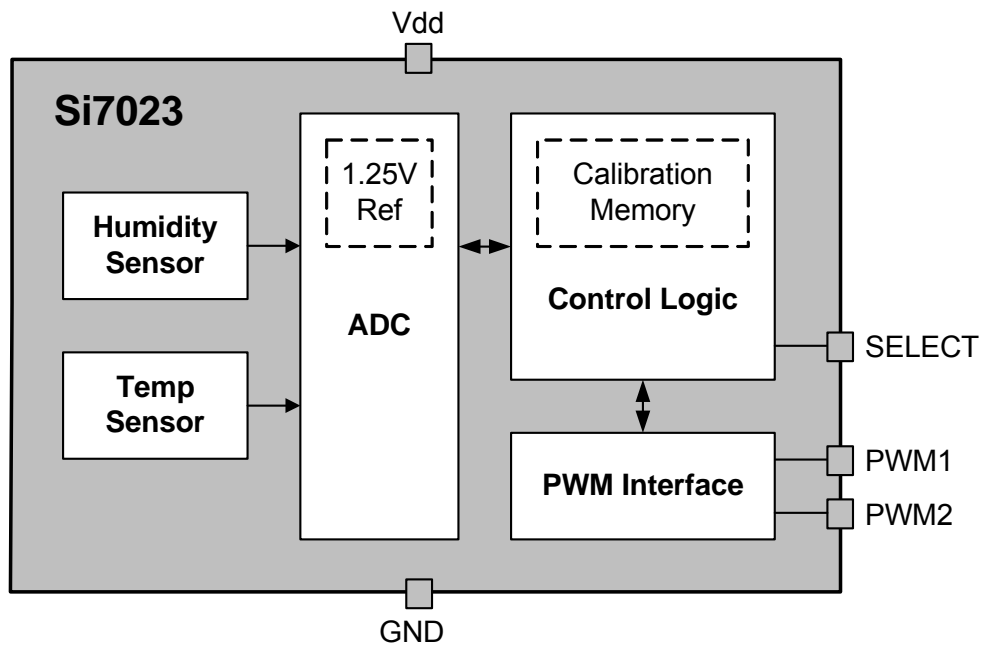 Vdd
Si7023
1.25V
Ref
Calibration
Memory
Humidity
Sensor
ADC
Control Logic
SELECT
Temp
Sensor
PWM Interface
PWM1
PWM2
GND